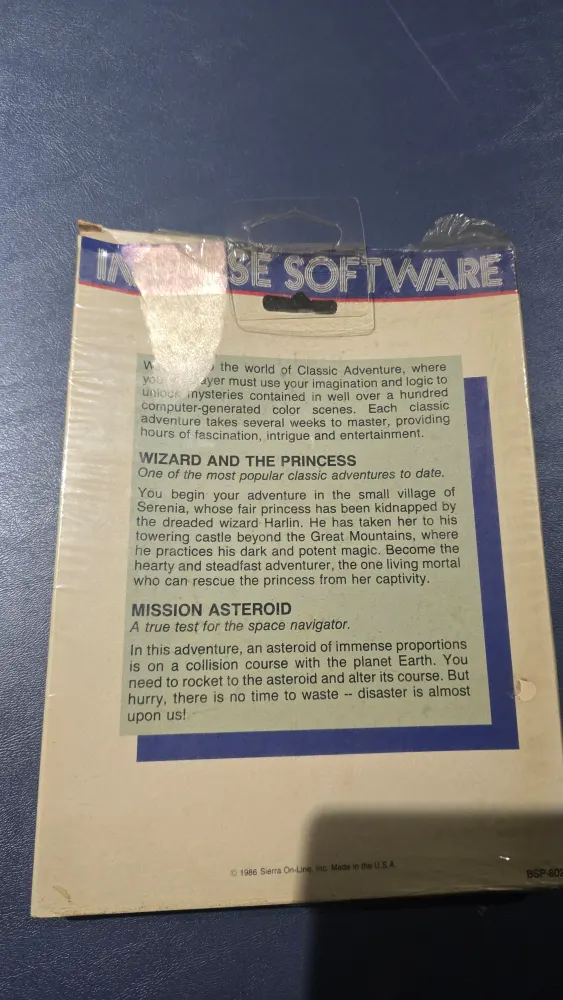 SE SOFTWARE
the world of Classic Adventure, where
player must use your imagination and logic to
unlock mysteries contained in well over a hundred
computer-generated color scenes. Each classic
adventure takes several weeks to master, providing
hours of fascination, intrigue and entertainment.
WIZARD AND THE PRINCESS
One of the most popular classic adventures to date.
You begin your adventure in the small village of
Serenia, whose fair princess has been kidnapped by
the dreaded wizard Harlin. He has taken her to his
towering castle beyond the Great Mountains, where
he practices his dark and potent magic. Become the
hearty and steadfast adventurer, the one living mortal
who can rescue the princess from her captivity.
MISSION ASTEROID
A true test for the space navigator.
In this adventure, an asteroid of immense proportions
is on a collision course with the planet Earth. You
need to rocket to the asteroid and alter its course. But
hurry, there is no time to waste -- disaster is almost
upon us!
© 1986 Sierra On-Line, Inc. Made in the U.S.A.
BSP-802